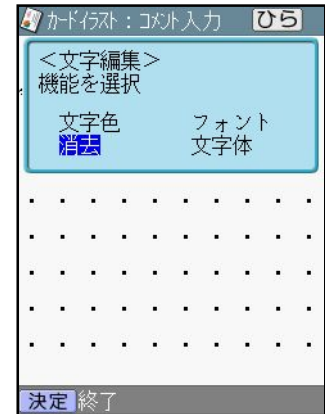 カードイラスト：コメント入力 ひら
＜文字編集＞
機能を選択
文字色 フォント
消去 文字体
決定 終了